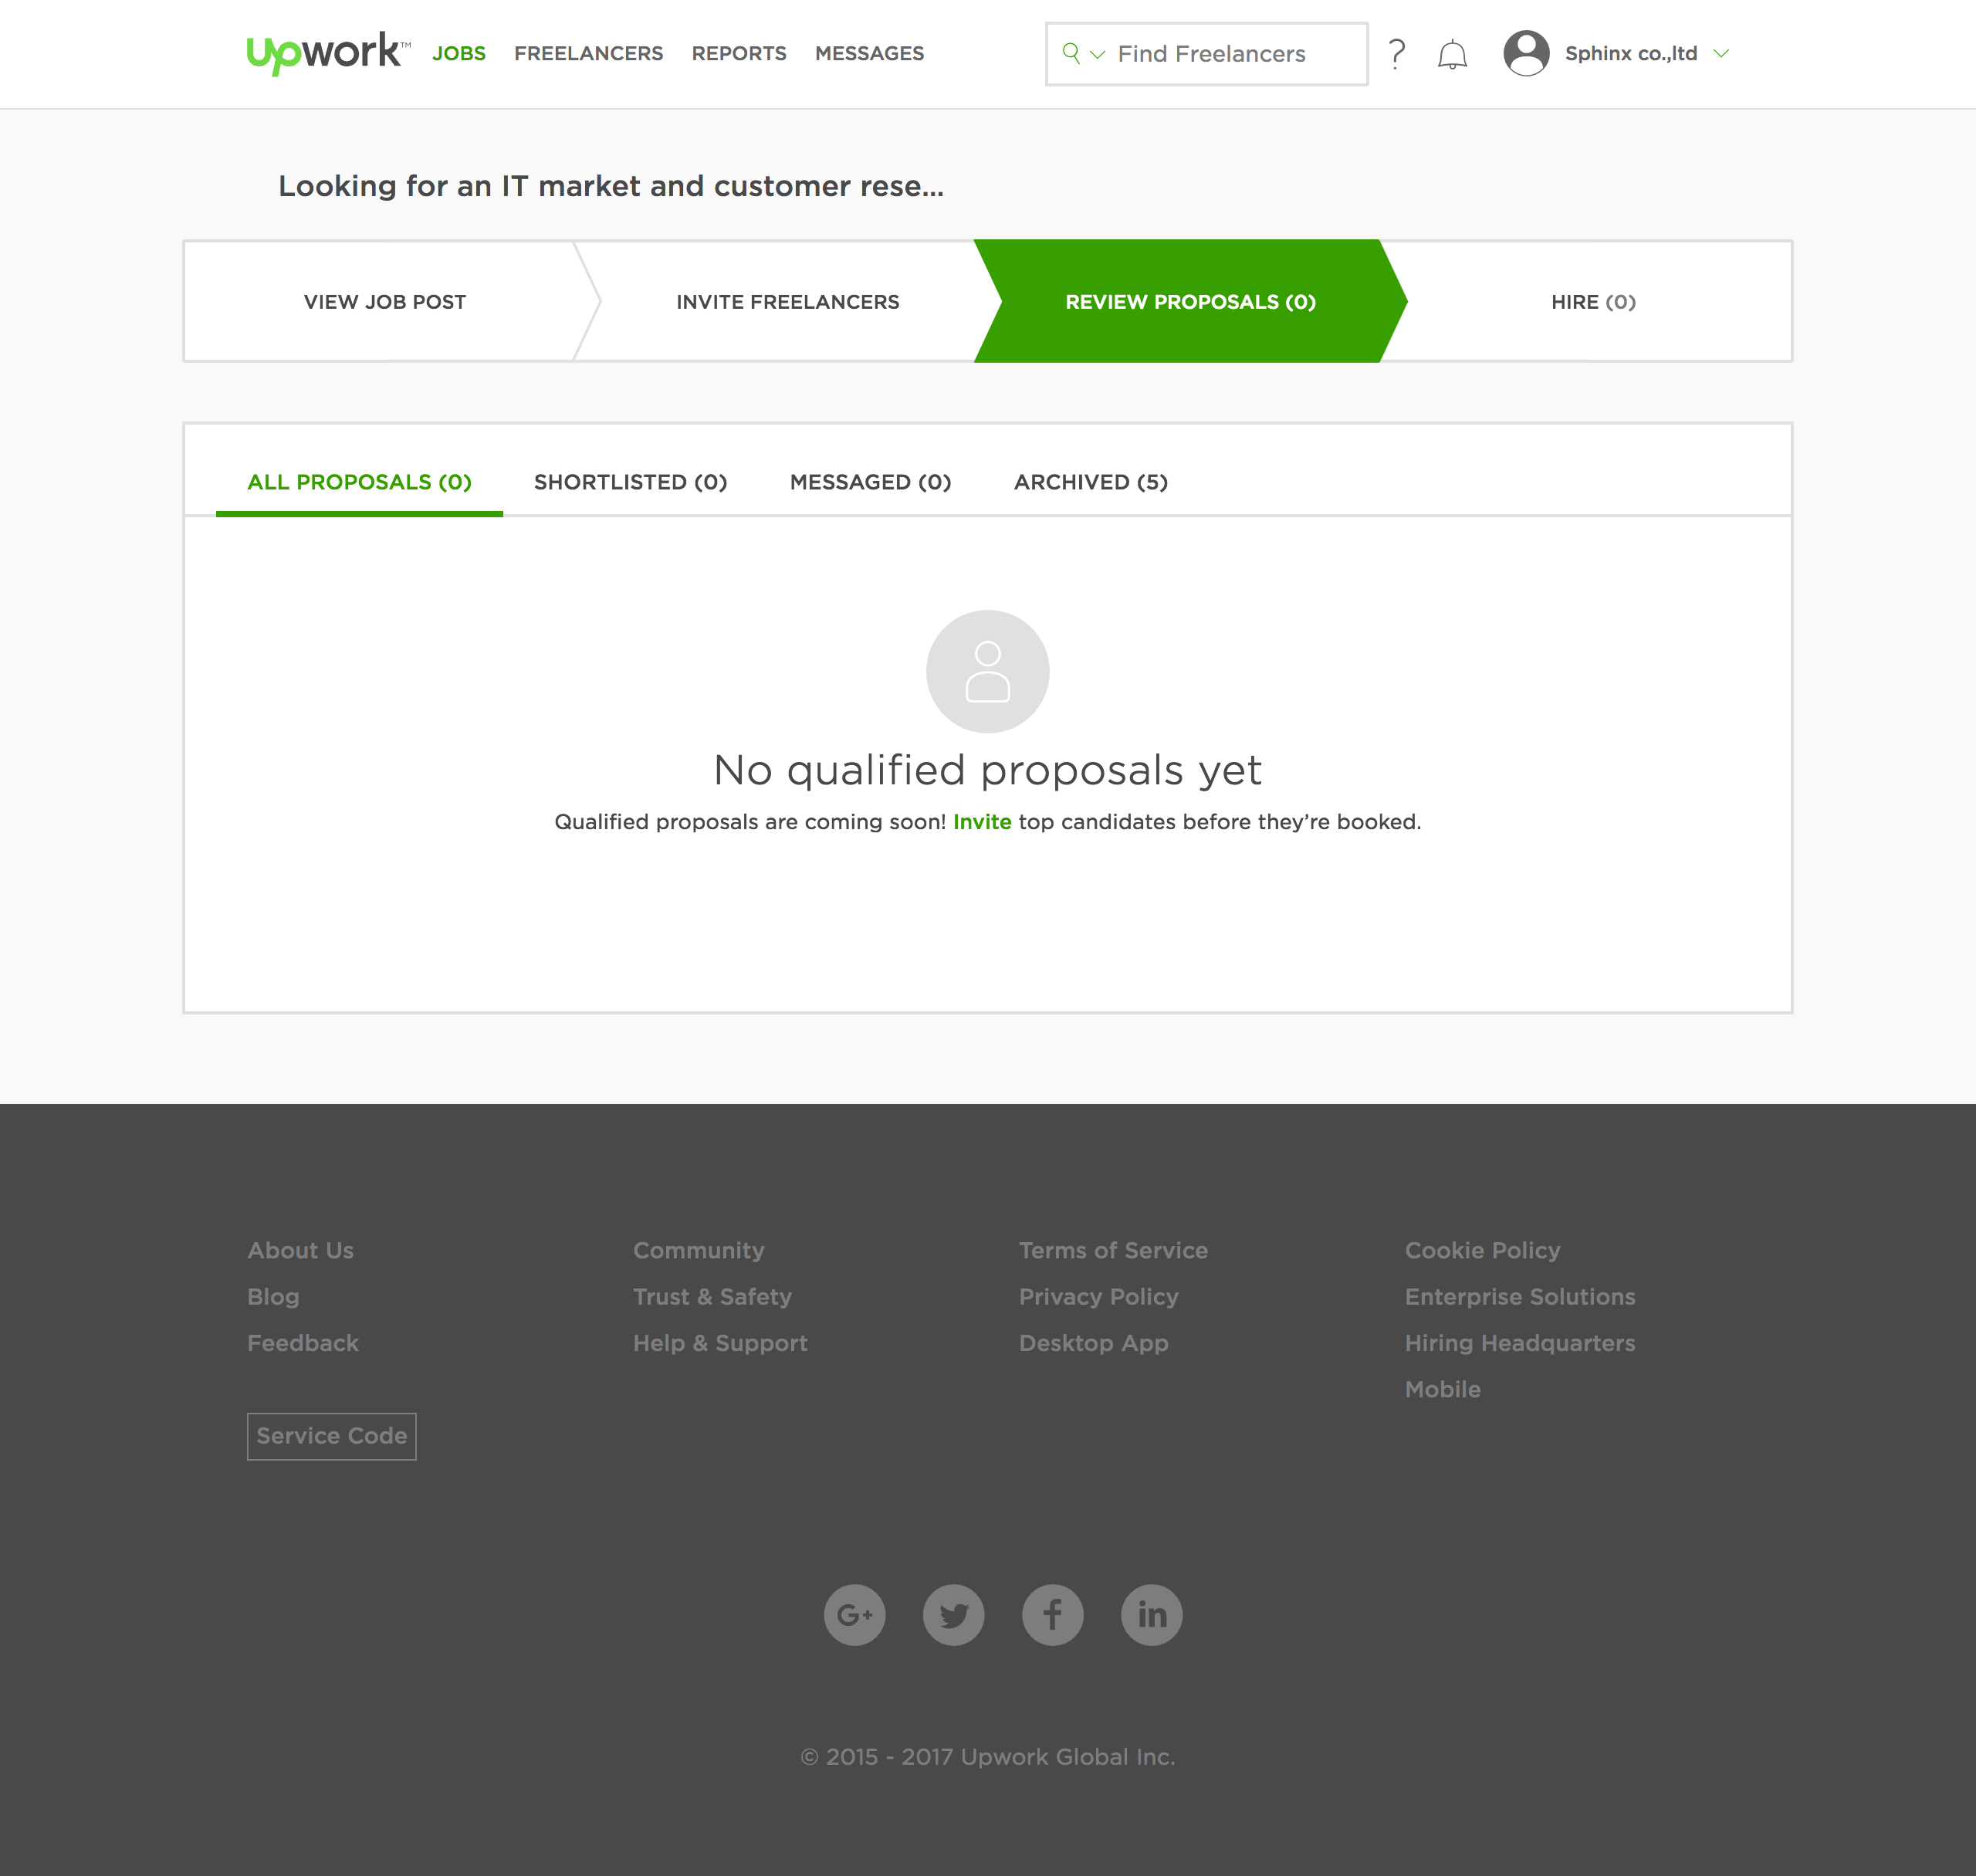 upwork™ JOBS FREELANCERS REPORTS MESSAGES Find Freelancers ? Sphinx co.,ltd
Looking for an IT market and customer rese...
VIEW JOB POST INVITE FREELANCERS REVIEW PROPOSALS (0) HIRE (0)
ALL PROPOSALS (0) SHORTLISTED (0) MESSAGED (0) ARCHIVED (5)
No qualified proposals yet
Qualified proposals are coming soon! Invite top candidates before they’re booked.
About Us Community Terms of Service Cookie Policy
Blog Trust & Safety Privacy Policy Enterprise Solutions
Feedback Help & Support Desktop App Hiring Headquarters
Mobile
Service Code
G+ f in
© 2015 - 2017 Upwork Global Inc.